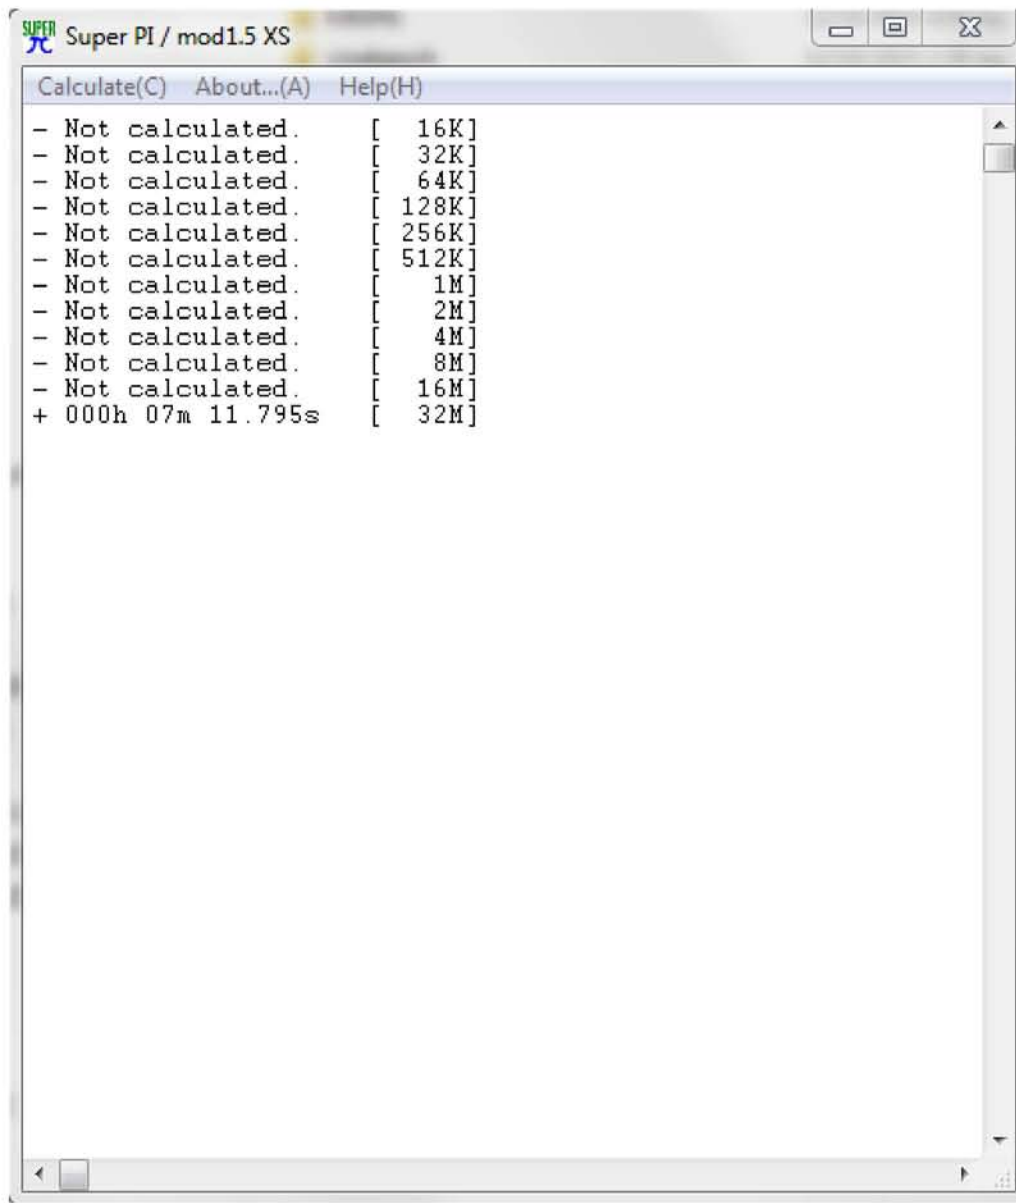 SUPER π Super PI / mod1.5 XS
Calculate(C) About...(A) Help(H)
- Not calculated. [ 16K]
- Not calculated. [ 32K]
- Not calculated. [ 64K]
- Not calculated. [ 128K]
- Not calculated. [ 256K]
- Not calculated. [ 512K]
- Not calculated. [ 1M]
- Not calculated. [ 2M]
- Not calculated. [ 4M]
- Not calculated. [ 8M]
- Not calculated. [ 16M]
+ 000h 07m 11.795s [ 32M]